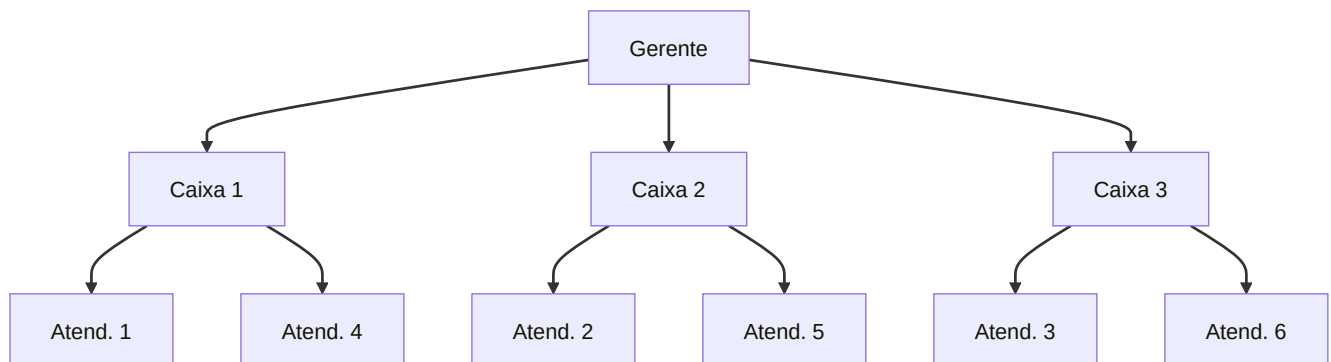 Gerente
Caixa 1
Caixa 2
Caixa 3
Atend. 1
Atend. 4
Atend. 2
Atend. 5
Atend. 3
Atend. 6